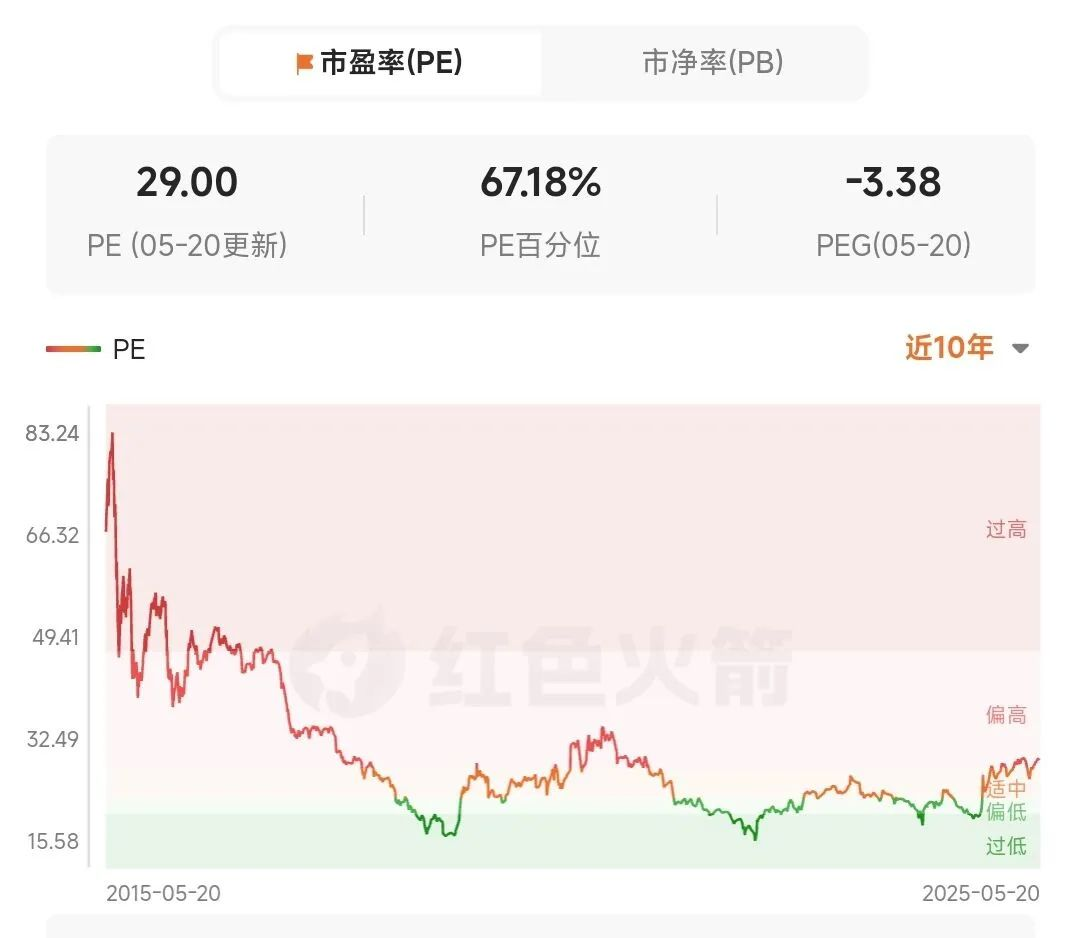 市盈率(PE) 市净率(PB)
29.00 67.18% -3.38
PE (05-20更新) PE百分位 PEG(05-20)
PE 近10年
83.24
66.32
过高
49.41
红色火箭
偏高
32.49
适中
偏低
15.58
过低
2015-05-20 2025-05-20